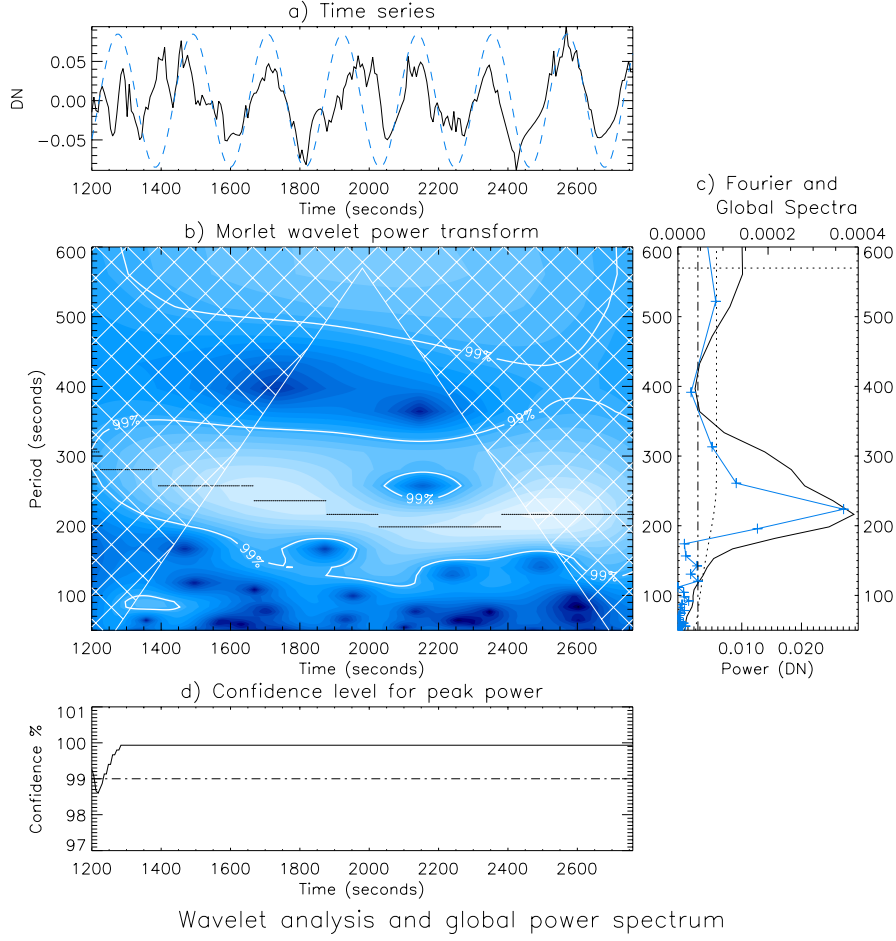 a) Time series
0.05
0.00
−0.05
DN
1200 1400 1600 1800 2000 2200 2400 2600
Time (seconds)
b) Morlet wavelet power transform
600
500
400
300
200
100
Period (seconds)
99%
99%
99%
99%
99%
99%
1200 1400 1600 1800 2000 2200 2400 2600
Time (seconds)
c) Fourier and
Global Spectra
0.0000 0.0002 0.0004
600 600
500 500
400 400
300 300
200 200
100 100
0.010 0.020
Power (DN)
d) Confidence level for peak power
101
100
99
98
97
Confidence %
1200 1400 1600 1800 2000 2200 2400 2600
Time (seconds)
Wavelet analysis and global power spectrum